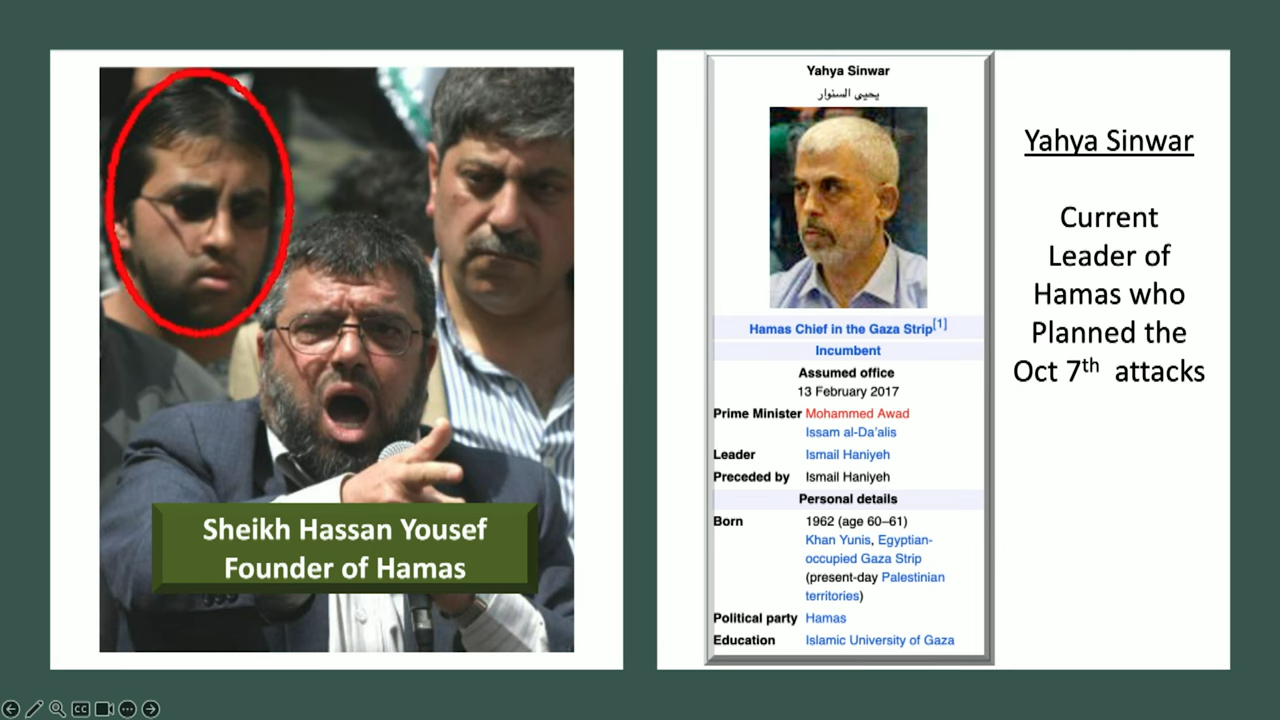 Sheikh Hassan Yousef
Founder of Hamas
Yahya Sinwar
يحيى السنوار
Hamas Chief in the Gaza Strip[1]
Incumbent
Assumed office
13 February 2017
Prime Minister Mohammed Awad
Issam al-Da'alis
Leader Ismail Haniyeh
Preceded by Ismail Haniyeh
Personal details
Born 1962 (age 60–61)
Khan Yunis, Egyptian-
occupied Gaza Strip
(present-day Palestinian
territories)
Political party Hamas
Education Islamic University of Gaza
Yahya Sinwar
Current
Leader of
Hamas who
Planned the
Oct 7th attacks
CC